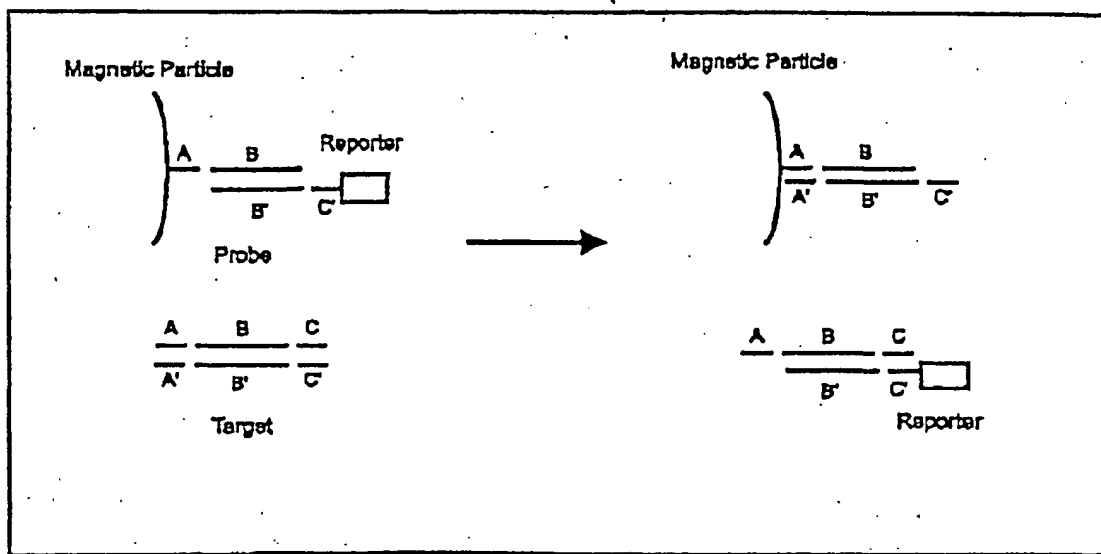 Magnetic Particle
A B Reporter
B' C'
Probe
A B C
A' B' C'
Target
Magnetic Particle
A B
A' B' C'
A B C
B' C'
Reporter